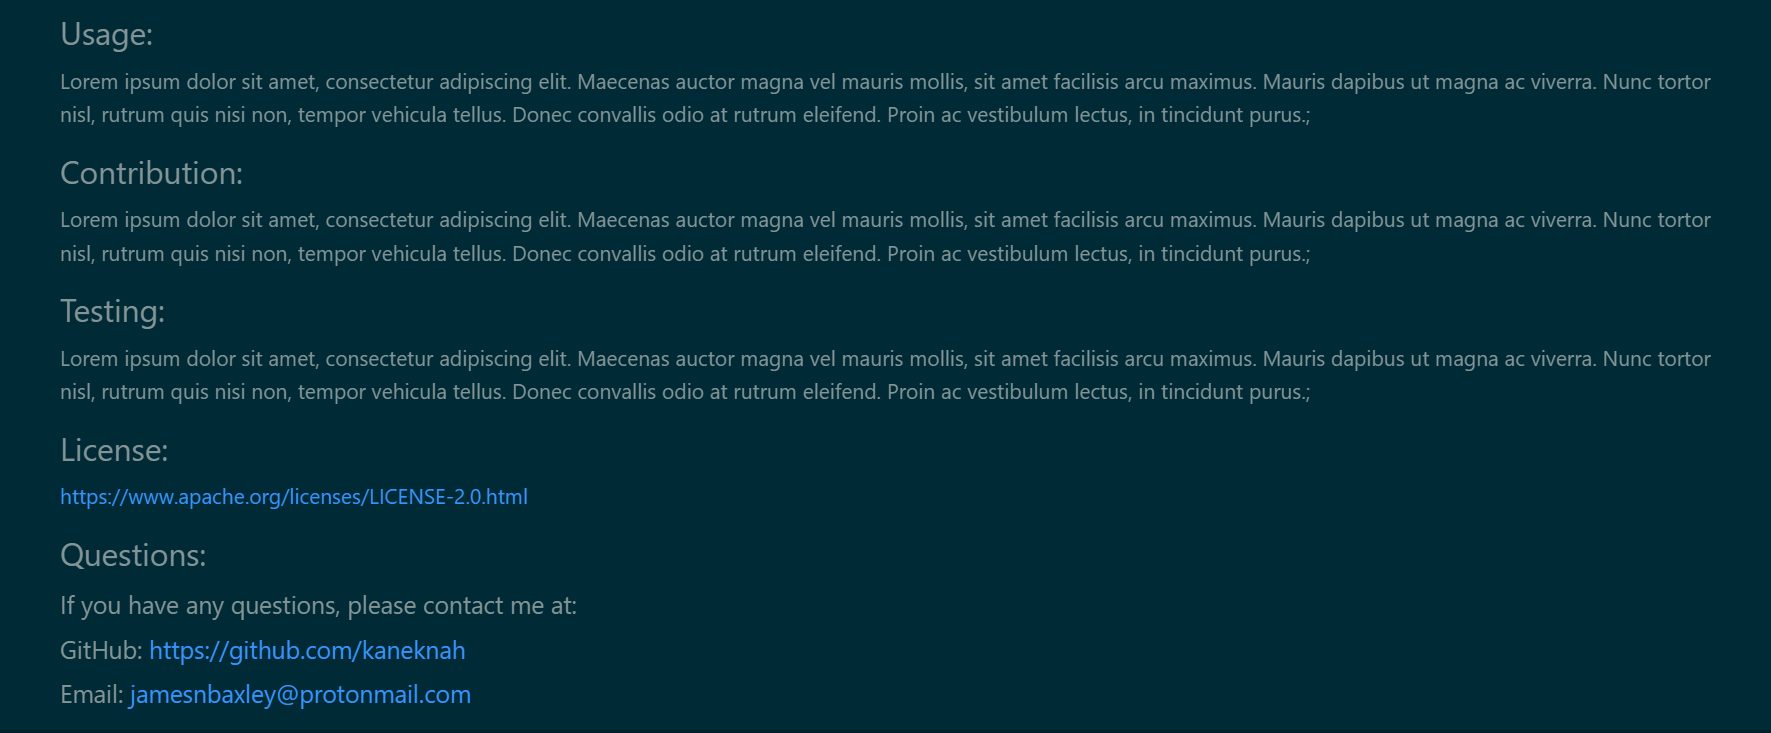 Usage:
Lorem ipsum dolor sit amet, consectetur adipiscing elit. Maecenas auctor magna vel mauris mollis, sit amet facilisis arcu maximus. Mauris dapibus ut magna ac viverra. Nunc tortor
nisl, rutrum quis nisi non, tempor vehicula tellus. Donec convallis odio at rutrum eleifend. Proin ac vestibulum lectus, in tincidunt purus.;
Contribution:
Lorem ipsum dolor sit amet, consectetur adipiscing elit. Maecenas auctor magna vel mauris mollis, sit amet facilisis arcu maximus. Mauris dapibus ut magna ac viverra. Nunc tortor
nisl, rutrum quis nisi non, tempor vehicula tellus. Donec convallis odio at rutrum eleifend. Proin ac vestibulum lectus, in tincidunt purus.;
Testing:
Lorem ipsum dolor sit amet, consectetur adipiscing elit. Maecenas auctor magna vel mauris mollis, sit amet facilisis arcu maximus. Mauris dapibus ut magna ac viverra. Nunc tortor
nisl, rutrum quis nisi non, tempor vehicula tellus. Donec convallis odio at rutrum eleifend. Proin ac vestibulum lectus, in tincidunt purus.;
License:
https://www.apache.org/licenses/LICENSE-2.0.html
Questions:
If you have any questions, please contact me at:
GitHub: https://github.com/kaneknah
Email: jamesnbaxley@protonmail.com